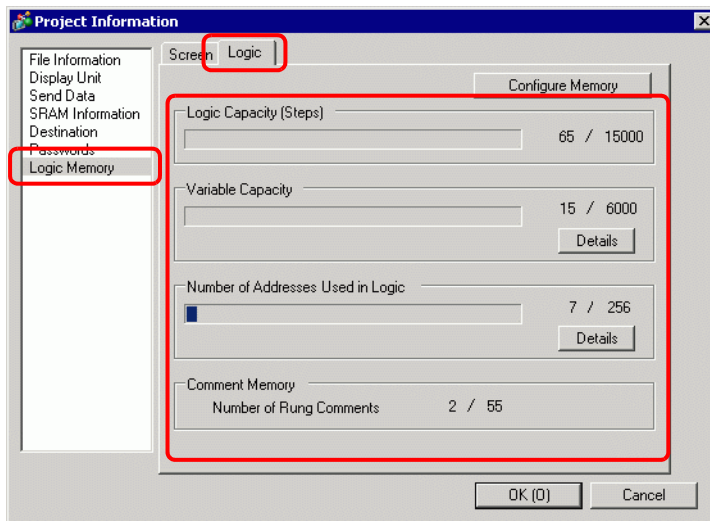 Project Information
File Information
Display Unit
Send Data
SRAM Information
Destination
Passwords
Logic Memory
Screen
Logic
Configure Memory
Logic Capacity (Steps)
65 / 15000
Variable Capacity
15 / 6000
Details
Number of Addresses Used in Logic
7 / 256
Details
Comment Memory
Number of Rung Comments 2 / 55
OK (O)
Cancel